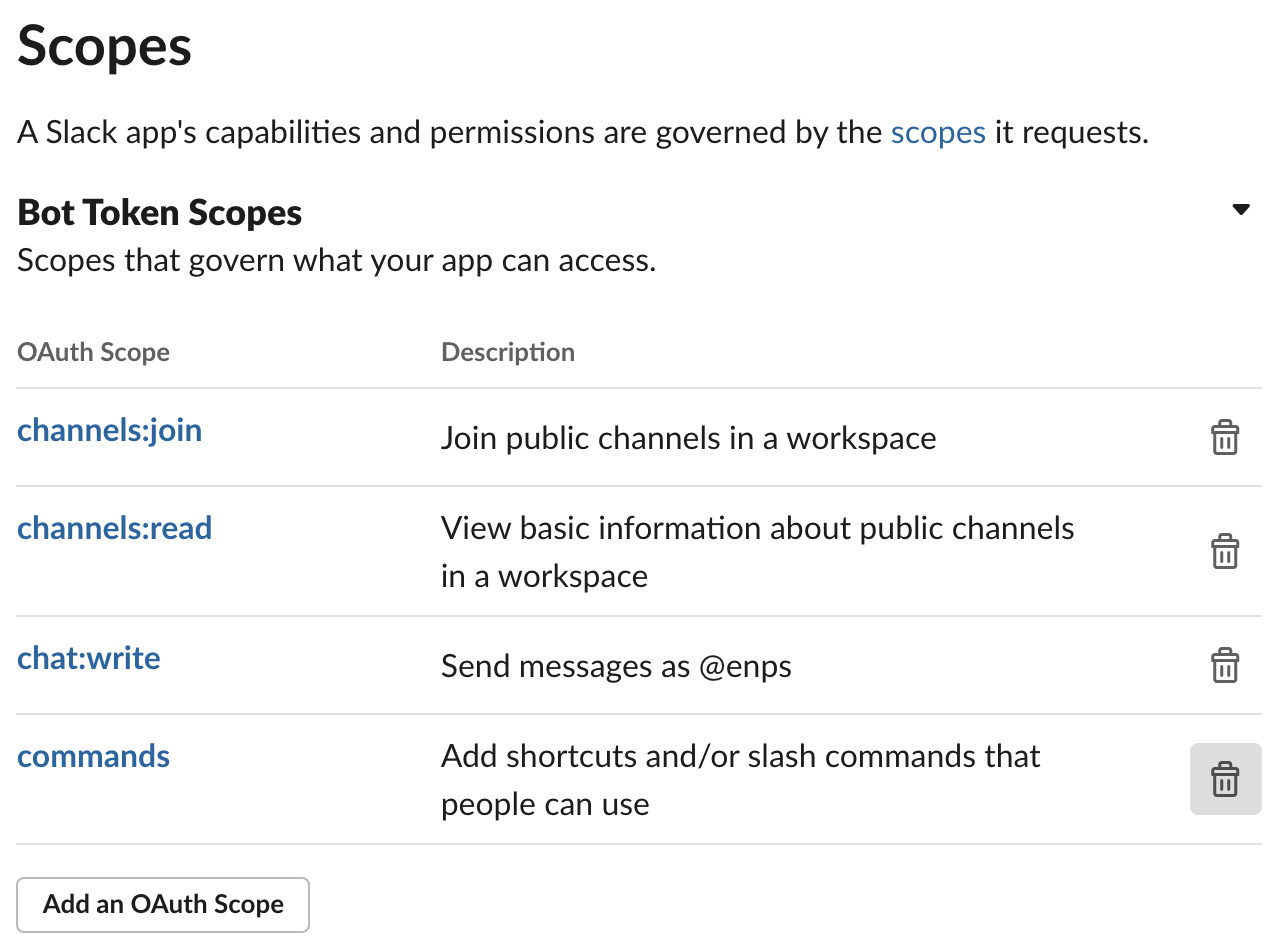 Scopes
A Slack app's capabilities and permissions are governed by the scopes it requests.
Bot Token Scopes
Scopes that govern what your app can access.
OAuth Scope Description
channels:join Join public channels in a workspace
channels:read View basic information about public channels
in a workspace
chat:write Send messages as @enps
commands Add shortcuts and/or slash commands that
people can use
Add an OAuth Scope